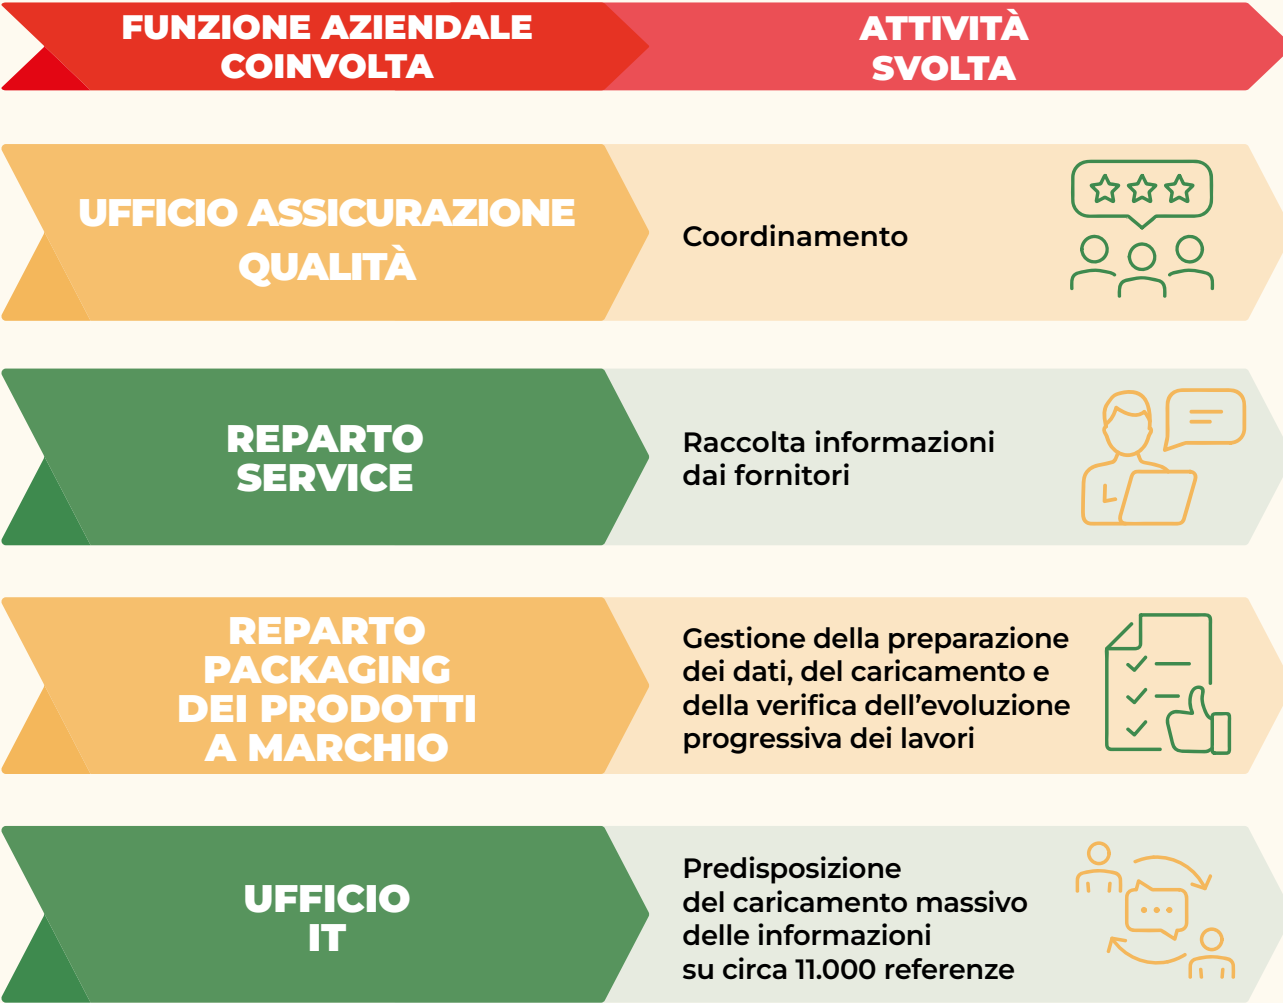 FUNZIONE AZIENDALE
COINVOLTA
ATTIVITÀ
SVOLTA
UFFICIO ASSICURAZIONE
QUALITÀ
Coordinamento
REPARTO
SERVICE
Raccolta informazioni
dai fornitori
REPARTO
PACKAGING
DEI PRODOTTI
A MARCHIO
Gestione della preparazione
dei dati, del caricamento e
della verifica dell’evoluzione
progressiva dei lavori
UFFICIO
IT
Predisposizione
del caricamento massivo
delle informazioni
su circa 11.000 referenze